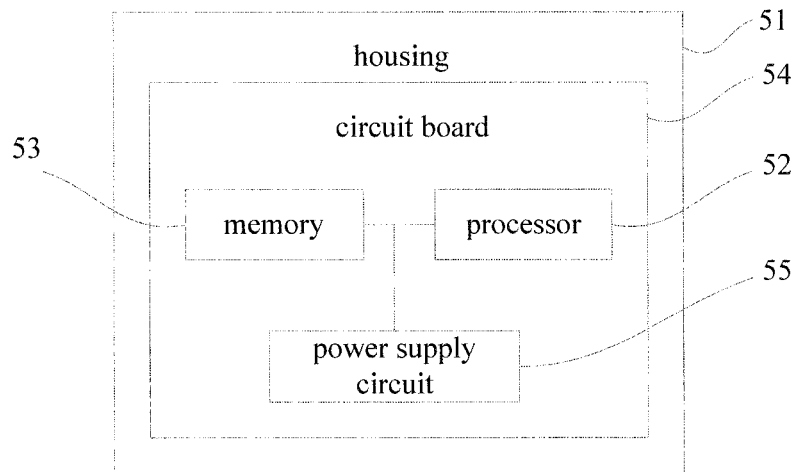 51
housing
54
circuit board
53
52
memory
processor
55
power supply
circuit